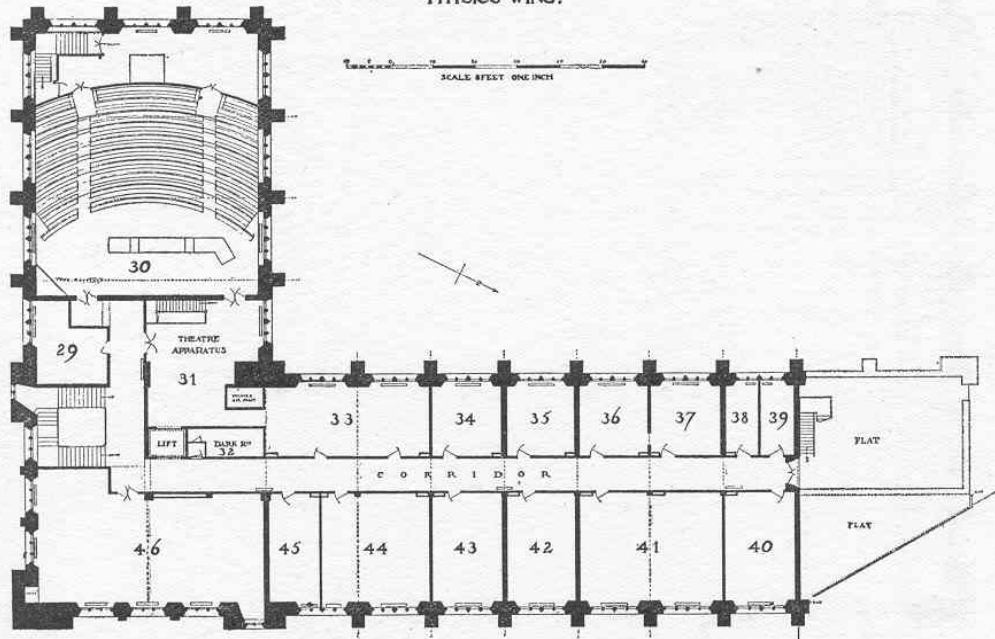 PHYSICS WING.
SCALE 8 FEET ONE INCH
30
29
THEATRE
APPARATUS
31
LIFT
DARK RM
32
33
34
35
36
37
38
39
FLAT
CORRIDOR
46
45
44
43
42
41
40
FLAT